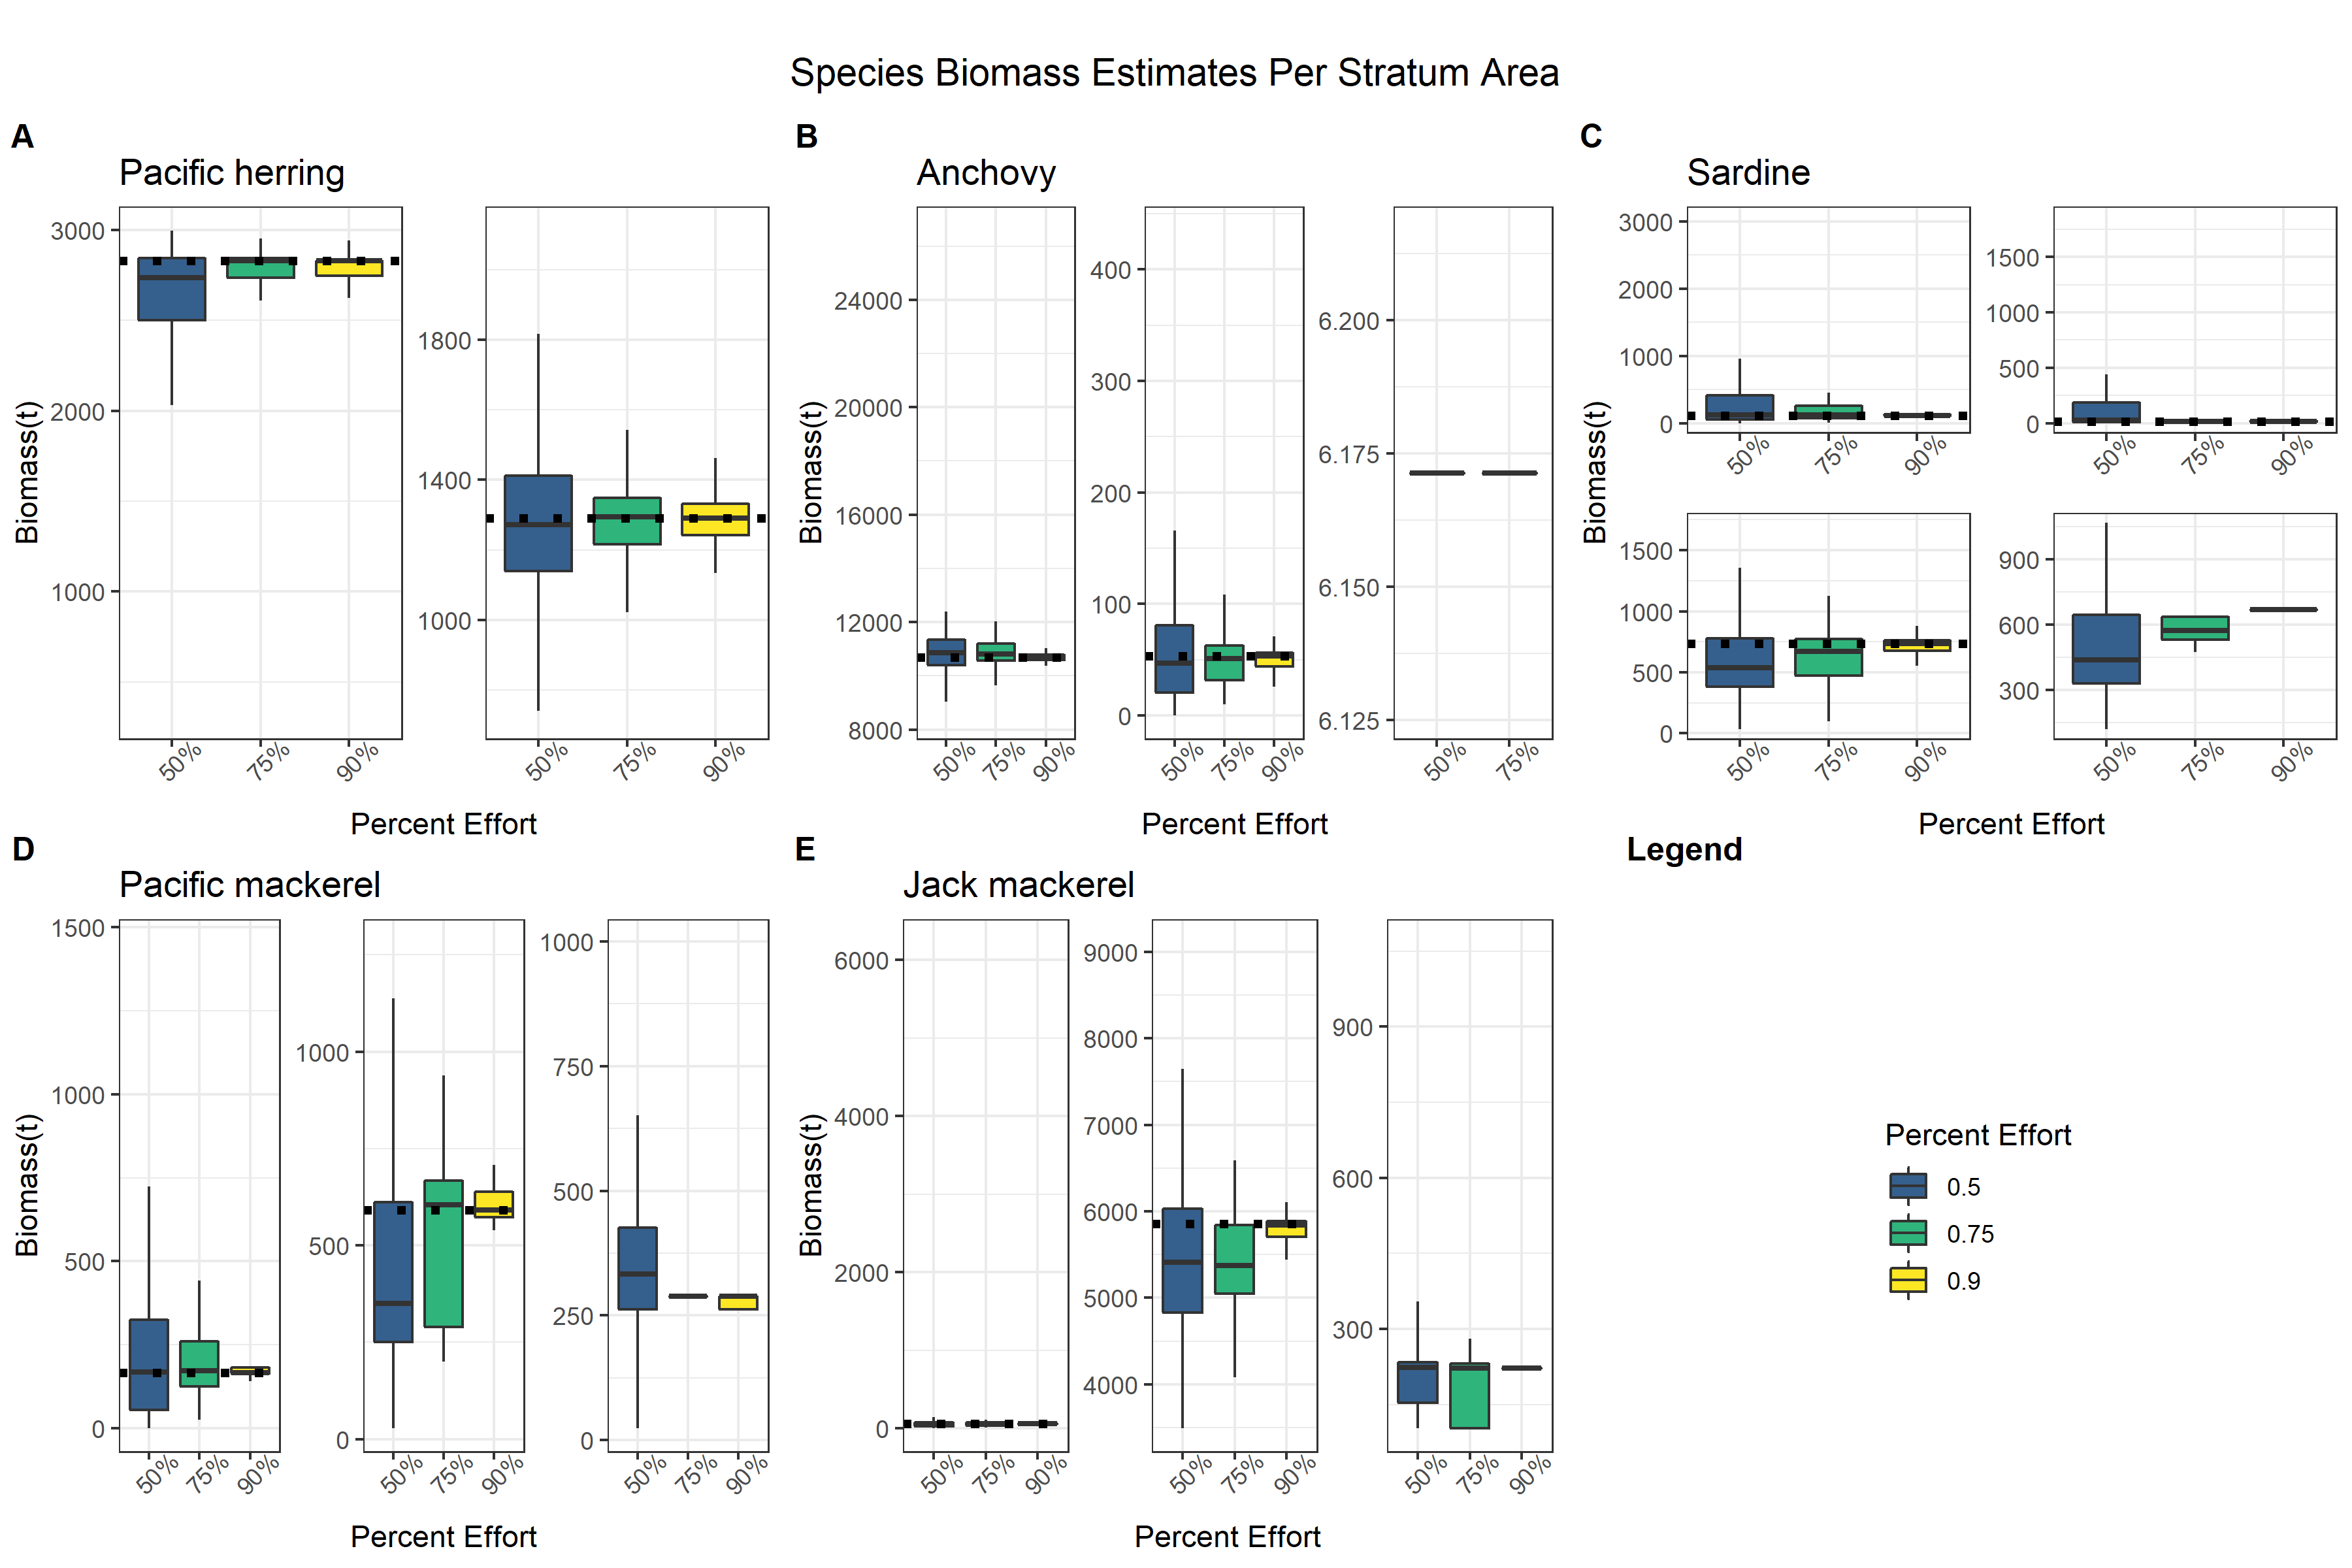 Species Biomass Estimates Per Stratum Area
A
Pacific herring
Biomass(t)
3000
2000
1000
50% 75% 90%
1800
1400
1000
50% 75% 90%
Percent Effort
B
Anchovy
Biomass(t)
24000
20000
16000
12000
8000
50% 75% 90%
400
300
200
100
0
50% 75% 90%
6.200
6.175
6.150
6.125
50% 75%
Percent Effort
C
Sardine
Biomass(t)
3000
2000
1000
0
50% 75% 90%
1500
1000
500
0
50% 75% 90%
1500
1000
500
0
50% 75% 90%
900
600
300
50% 75% 90%
Percent Effort
D
Pacific mackerel
Biomass(t)
1500
1000
500
0
50% 75% 90%
1000
500
0
50% 75% 90%
1000
750
500
250
0
50% 75% 90%
Percent Effort
E
Jack mackerel
Biomass(t)
6000
4000
2000
0
50% 75% 90%
9000
8000
7000
6000
5000
4000
50% 75% 90%
900
600
300
50% 75% 90%
Percent Effort
Legend
Percent Effort
0.5
0.75
0.9